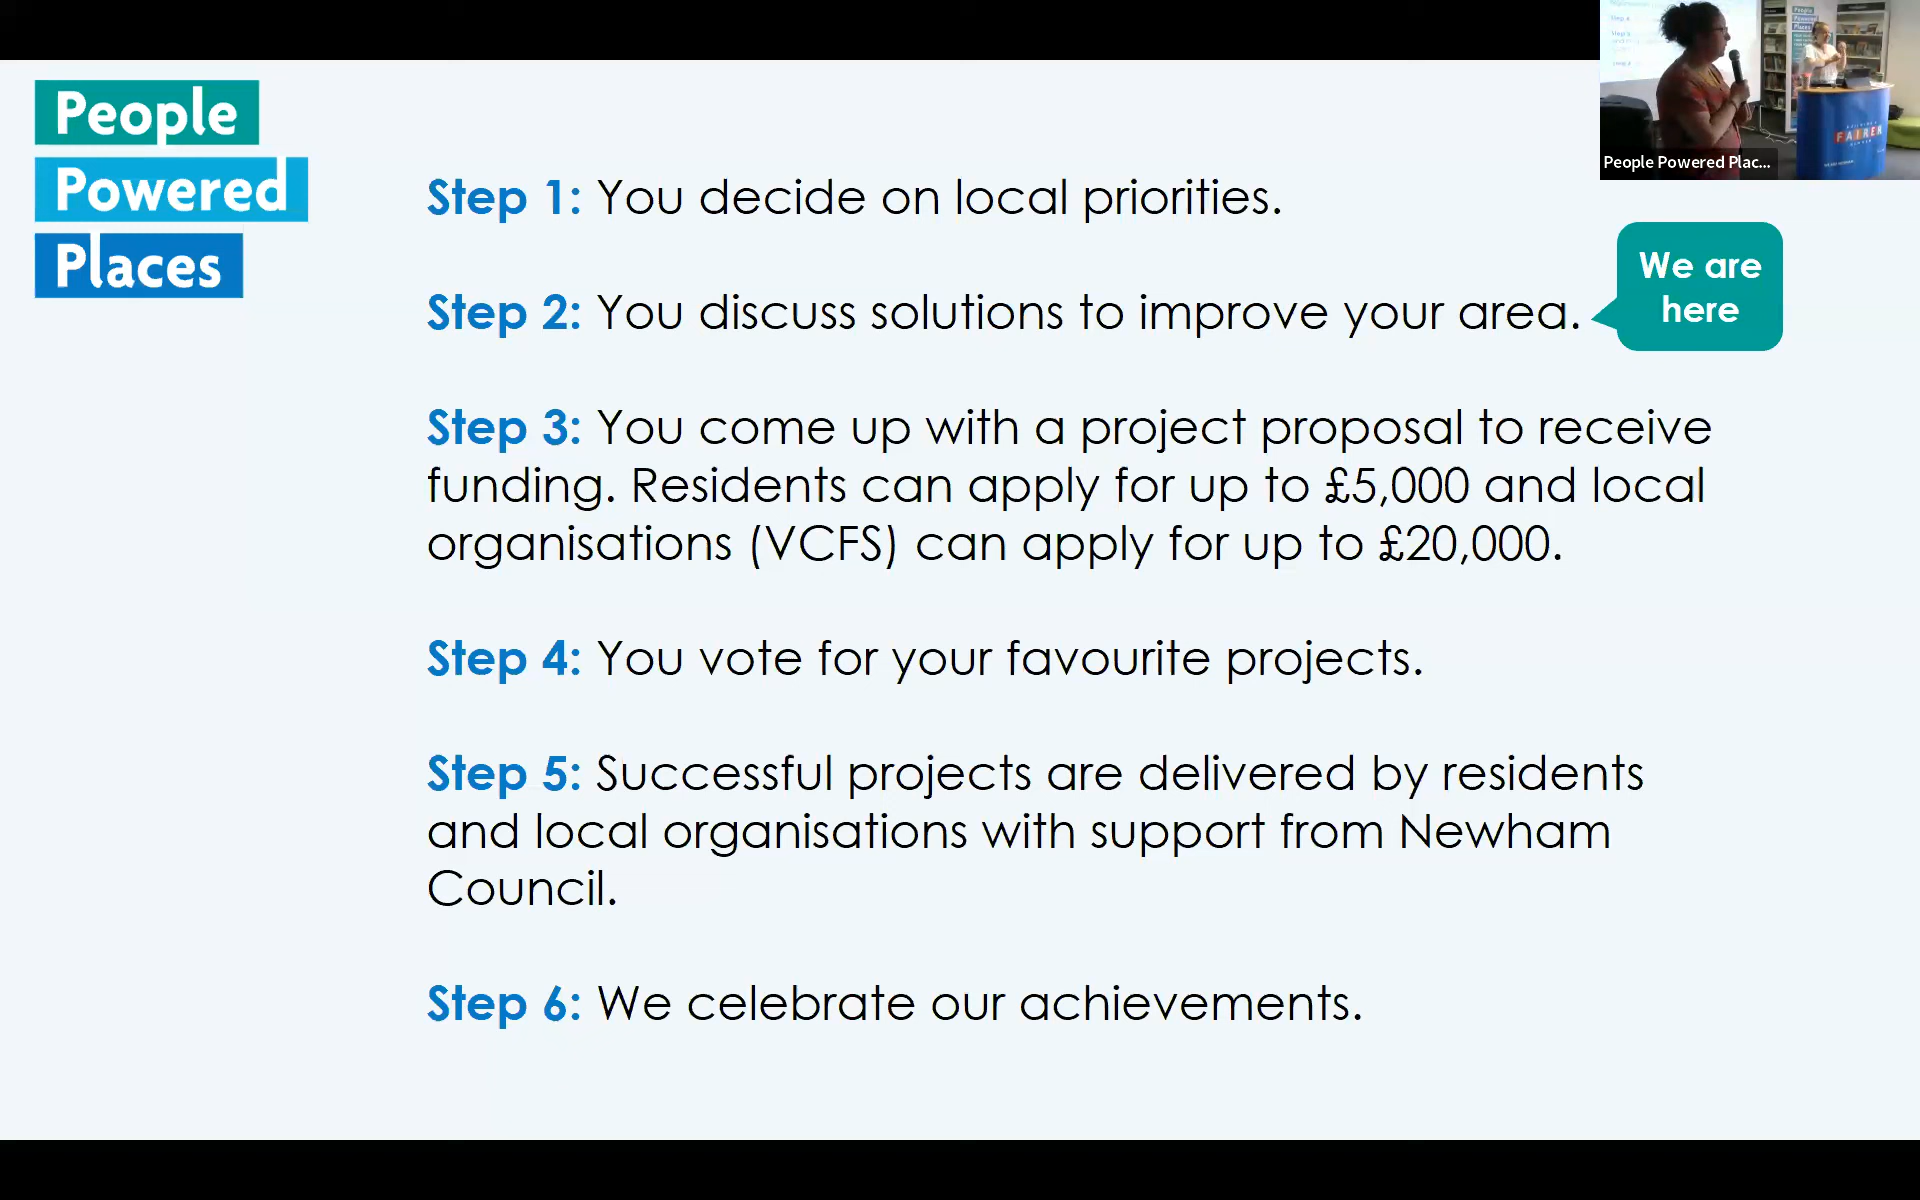 People
Powered
Places
Step 1: You decide on local priorities.
We are
here
Step 2: You discuss solutions to improve your area.
Step 3: You come up with a project proposal to receive
funding. Residents can apply for up to £5,000 and local
organisations (VCFS) can apply for up to £20,000.
Step 4: You vote for your favourite projects.
Step 5: Successful projects are delivered by residents
and local organisations with support from Newham
Council.
Step 6: We celebrate our achievements.
People
Powered
Places
FAIRER
People Powered Plac...